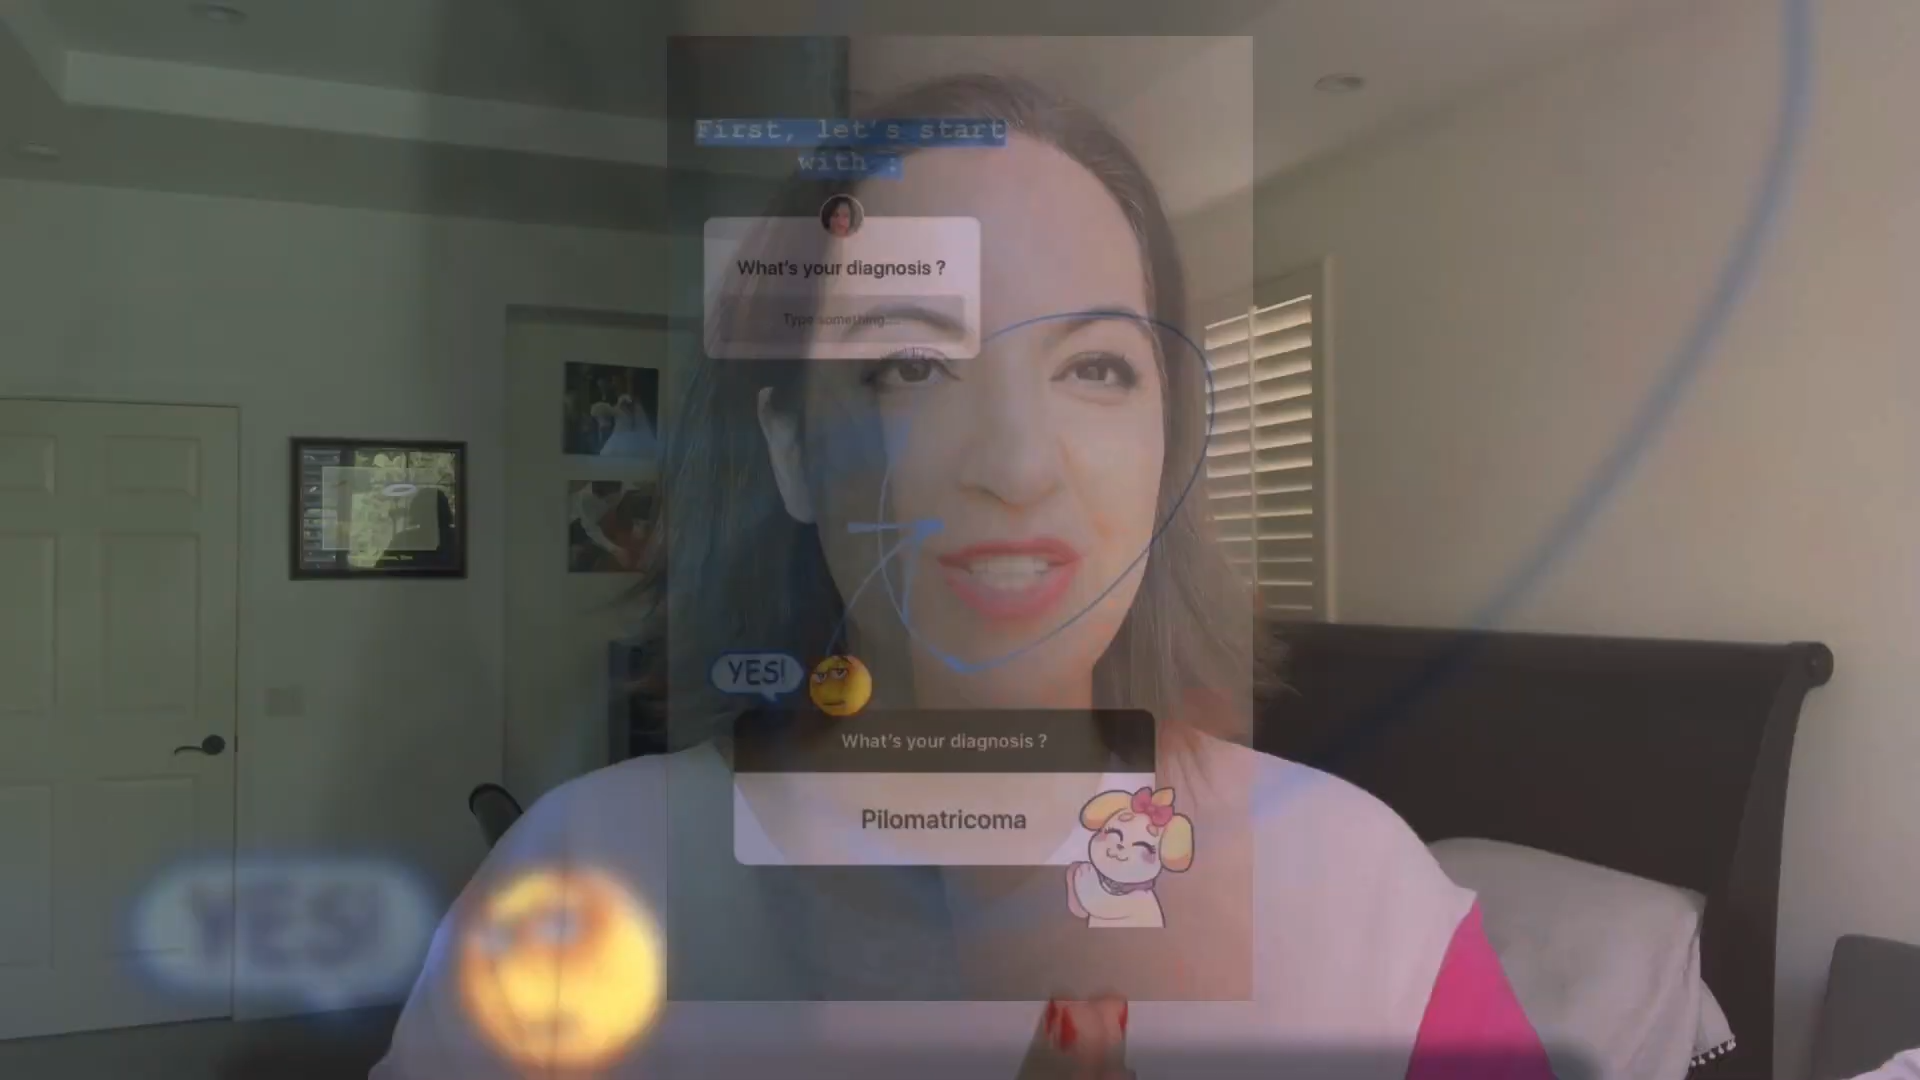 First, let's start
with :
What's your diagnosis ?
Type something...
YES!
What's your diagnosis ?
Pilomatricoma
YES!